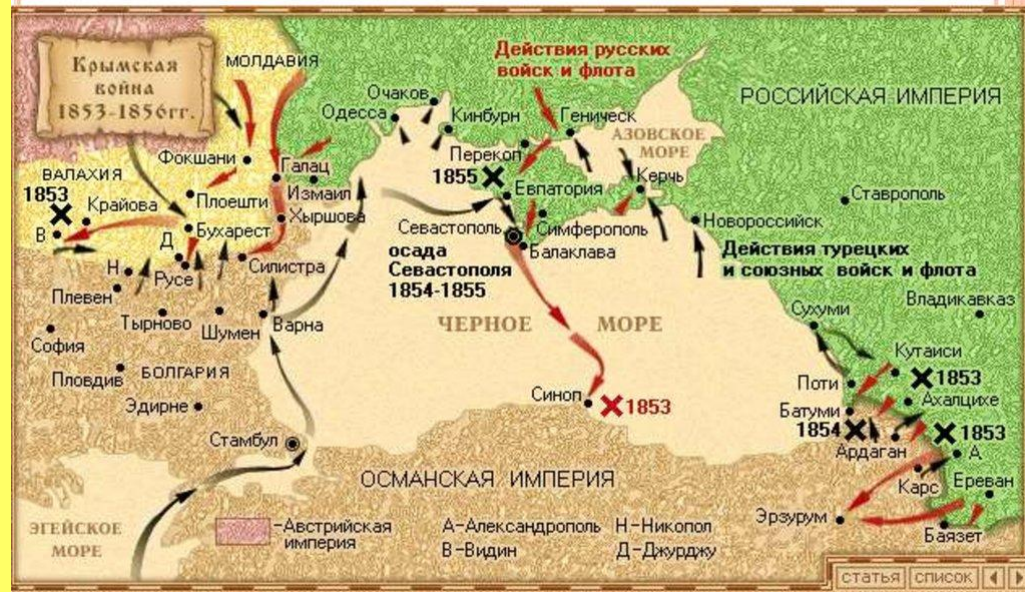 Крымская
война
1853-1856гг.
МОЛДАВИЯ
Действия русских
войск и флота
РОССИЙСКАЯ ИМПЕРИЯ
Очаков
Одесса
Кинбурн
Геническ
АЗОВСКОЕ
МОРЕ
Перекоп
1855
Евпатория
Керчь
Фокшани
Галац
Измаил
ВАЛАХИЯ
1853
Плоешти
Крайова
Хыршова
В
Д
Бухарест
Н
Русе
Силистра
Плевен
Тырново
Шумен
Варна
София
Пловдив
БОЛГАРИЯ
Эдирне
Стамбул
Севастополь
Симферополь
Балаклава
осада
Севастополя
1854-1855
Новороссийск
Ставрополь
Действия турецких
и союзных войск и флота
Владикавказ
ЧЕРНОЕ МОРЕ
Сухуми
Кутаиси
1853
Поти
Ахалцихе
Батуми
1854
1853
Ардаган
А
Карс
Ереван
Эрзурум
Баязет
Синоп
1853
ОСМАНСКАЯ ИМПЕРИЯ
ЭГЕЙСКОЕ
МОРЕ
-Австрийская
империя
А-Александрополь
В-Видин
Н-Никопол
Д-Джурджу
статья список